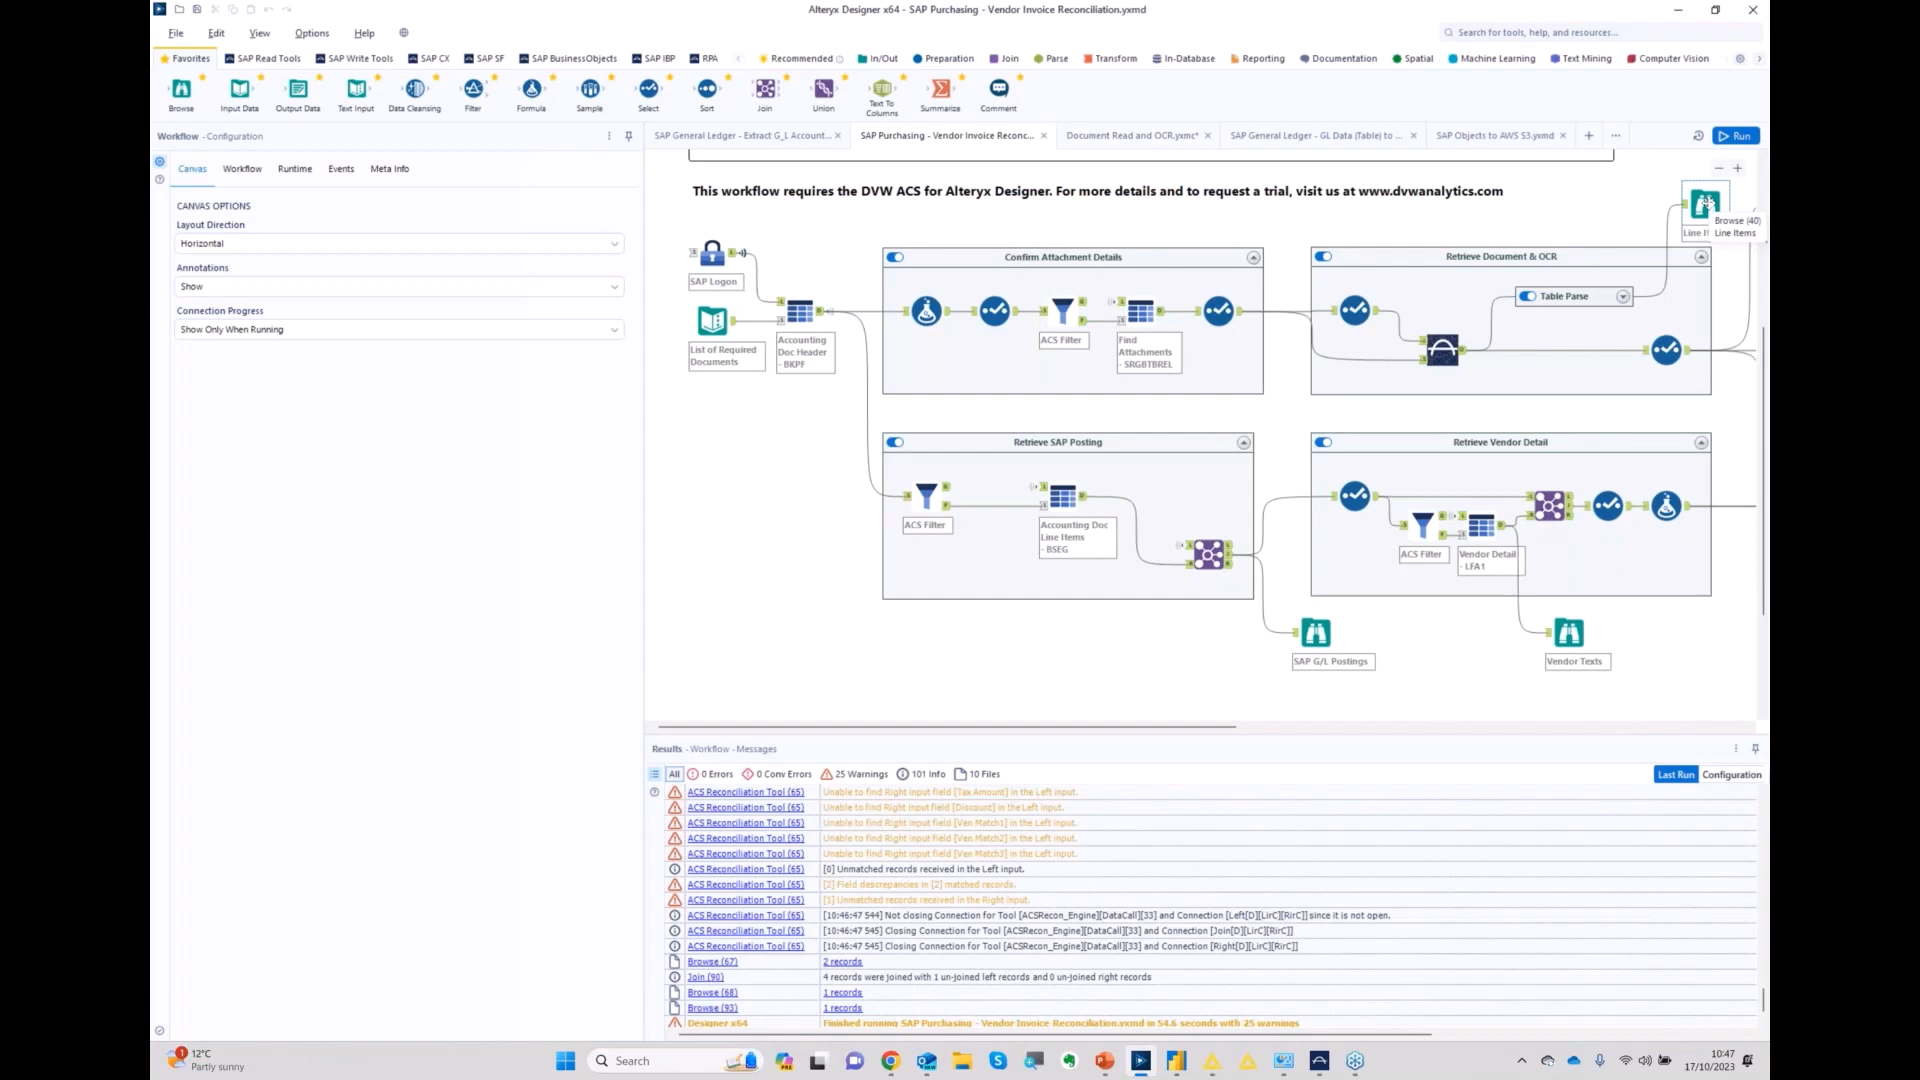 Alteryx Designer x64 - SAP Purchasing - Vendor Invoice Reconciliation.yxmd
File Edit View Options Help
Search for tools, help, and resources...
Favorites SAP Read Tools SAP Write Tools SAP CX SAP SF SAP BusinessObjects SAP IBP RPA Recommended In/Out Preparation Join Parse Transform In-Database Reporting Documentation Spatial Machine Learning Text Mining Computer Vision
Browse Input Data Output Data Text Input Data Cleansing Filter Formula Sample Select Sort Join Union Text To Columns Summarize Comment
Workflow - Configuration
SAP General Ledger - Extract G_L Account... SAP Purchasing - Vendor Invoice Reconc... Document Read and OCR.yxmc* SAP General Ledger - GL Data (Table) to ... SAP Objects to AWS S3.yxmd
Run
Canvas Workflow Runtime Events Meta Info
CANVAS OPTIONS
Layout Direction
Horizontal
Annotations
Show
Connection Progress
Show Only When Running
This workflow requires the DVW ACS for Alteryx Designer. For more details and to request a trial, visit us at www.dvwanalytics.com
Browse (40)
Line Items
Line It
SAP Logon
List of Required
Documents
Accounting
Doc Header
- BKPF
Confirm Attachment Details
ACS Filter
Find
Attachments
- SRGBTBREL
Retrieve Document & OCR
Table Parse
Retrieve SAP Posting
ACS Filter
Accounting Doc
Line Items
- BSEG
Retrieve Vendor Detail
ACS Filter
Vendor Detail
- LFA1
SAP G/L Postings
Vendor Texts
Results - Workflow - Messages
All 0 Errors 0 Conv Errors 25 Warnings 101 Info 10 Files
Last Run Configuration
ACS Reconciliation Tool (65) Unable to find Right input field [Tax Amount] in the Left input.
ACS Reconciliation Tool (65) Unable to find Right input field [Discount] in the Left input.
ACS Reconciliation Tool (65) Unable to find Right input field [Ven Match1] in the Left input.
ACS Reconciliation Tool (65) Unable to find Right input field [Ven Match2] in the Left input.
ACS Reconciliation Tool (65) Unable to find Right input field [Ven Match3] in the Left input.
ACS Reconciliation Tool (65) [0] Unmatched records received in the Left input.
ACS Reconciliation Tool (65) [2] Field descrepancies in [2] matched records.
ACS Reconciliation Tool (65) [1] Unmatched records received in the Right input.
ACS Reconciliation Tool (65) [10:46:47 544] Not closing Connection for Tool [ACSRecon_Engine][DataCall][33] and Connection [Left[D][LirC][RirC]] since it is not open.
ACS Reconciliation Tool (65) [10:46:47 545] Closing Connection for Tool [ACSRecon_Engine][DataCall][33] and Connection [Join[D][LirC][RirC]]
ACS Reconciliation Tool (65) [10:46:47 545] Closing Connection for Tool [ACSRecon_Engine][DataCall][33] and Connection [Right[D][LirC][RirC]]
Browse (67) 2 records
Join (90) 4 records were joined with 1 un-joined left records and 0 un-joined right records
Browse (68) 1 records
Browse (93) 1 records
Designer x64 Finished running SAP Purchasing - Vendor Invoice Reconciliation.yxmd in 54.6 seconds with 25 warnings
1
12°C
Partly sunny
Search
10:47
17/10/2023